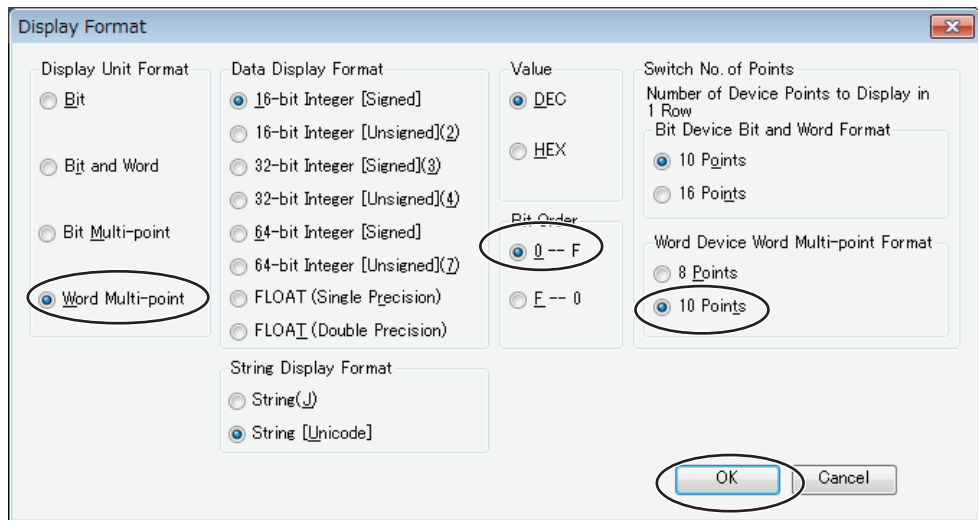 Display Format
Display Unit Format
Bit
Bit and Word
Bit Multi-point
Word Multi-point
Data Display Format
16-bit Integer [Signed]
16-bit Integer [Unsigned](2)
32-bit Integer [Signed](3)
32-bit Integer [Unsigned](4)
64-bit Integer [Signed]
64-bit Integer [Unsigned](7)
FLOAT (Single Precision)
FLOAT (Double Precision)
String Display Format
String(J)
String [Unicode]
Value
DEC
HEX
Bit Order
0 -- F
F -- 0
Switch No. of Points
Number of Device Points to Display in
1 Row
Bit Device Bit and Word Format
10 Points
16 Points
Word Device Word Multi-point Format
8 Points
10 Points
OK
Cancel